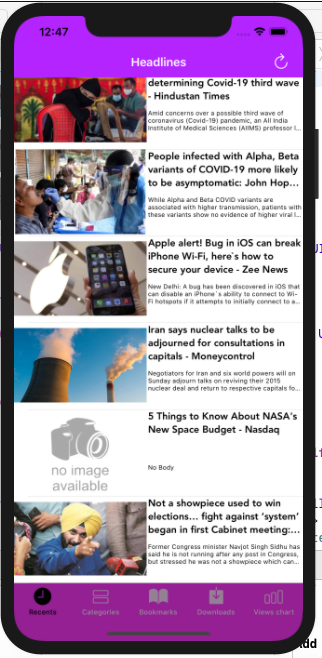 12:47
Headlines
determining Covid-19 third wave
- Hindustan Times
Amid concerns over a possible third wave of
coronavirus (Covid-19) pandemic, an All India
Institute of Medical Sciences (AIIMS) professor l...
People infected with Alpha, Beta
variants of COVID-19 more likely
to be asymptomatic: John Hop...
While Alpha and Beta COVID variants are
associated with higher transmission, patients with
these variants show no evidence of higher viral l...
Apple alert! Bug in iOS can break
iPhone Wi-Fi, here`s how to
secure your device - Zee News
New Delhi: A bug has been discovered in iOS that
can disable an iPhone`s ability to connect to Wi-
Fi hotspots if it attempts to initially connect to a...
Iran says nuclear talks to be
adjourned for consultations in
capitals - Moneycontrol
Negotiators for Iran and six world powers will on
Sunday adjourn talks on reviving their 2015
nuclear deal and return to respective capitals fo...
5 Things to Know About NASA's
New Space Budget - Nasdaq
no image
available
No Body
Not a showpiece used to win
elections... fight against ‘system’
began in first Cabinet meeting:...
Former Congress minister Navjot Singh Sidhu has
said he is not running after any post in Congress,
but stressed he was not a showpiece which can...
Recents
Categories
Bookmarks
Downloads
Views chart